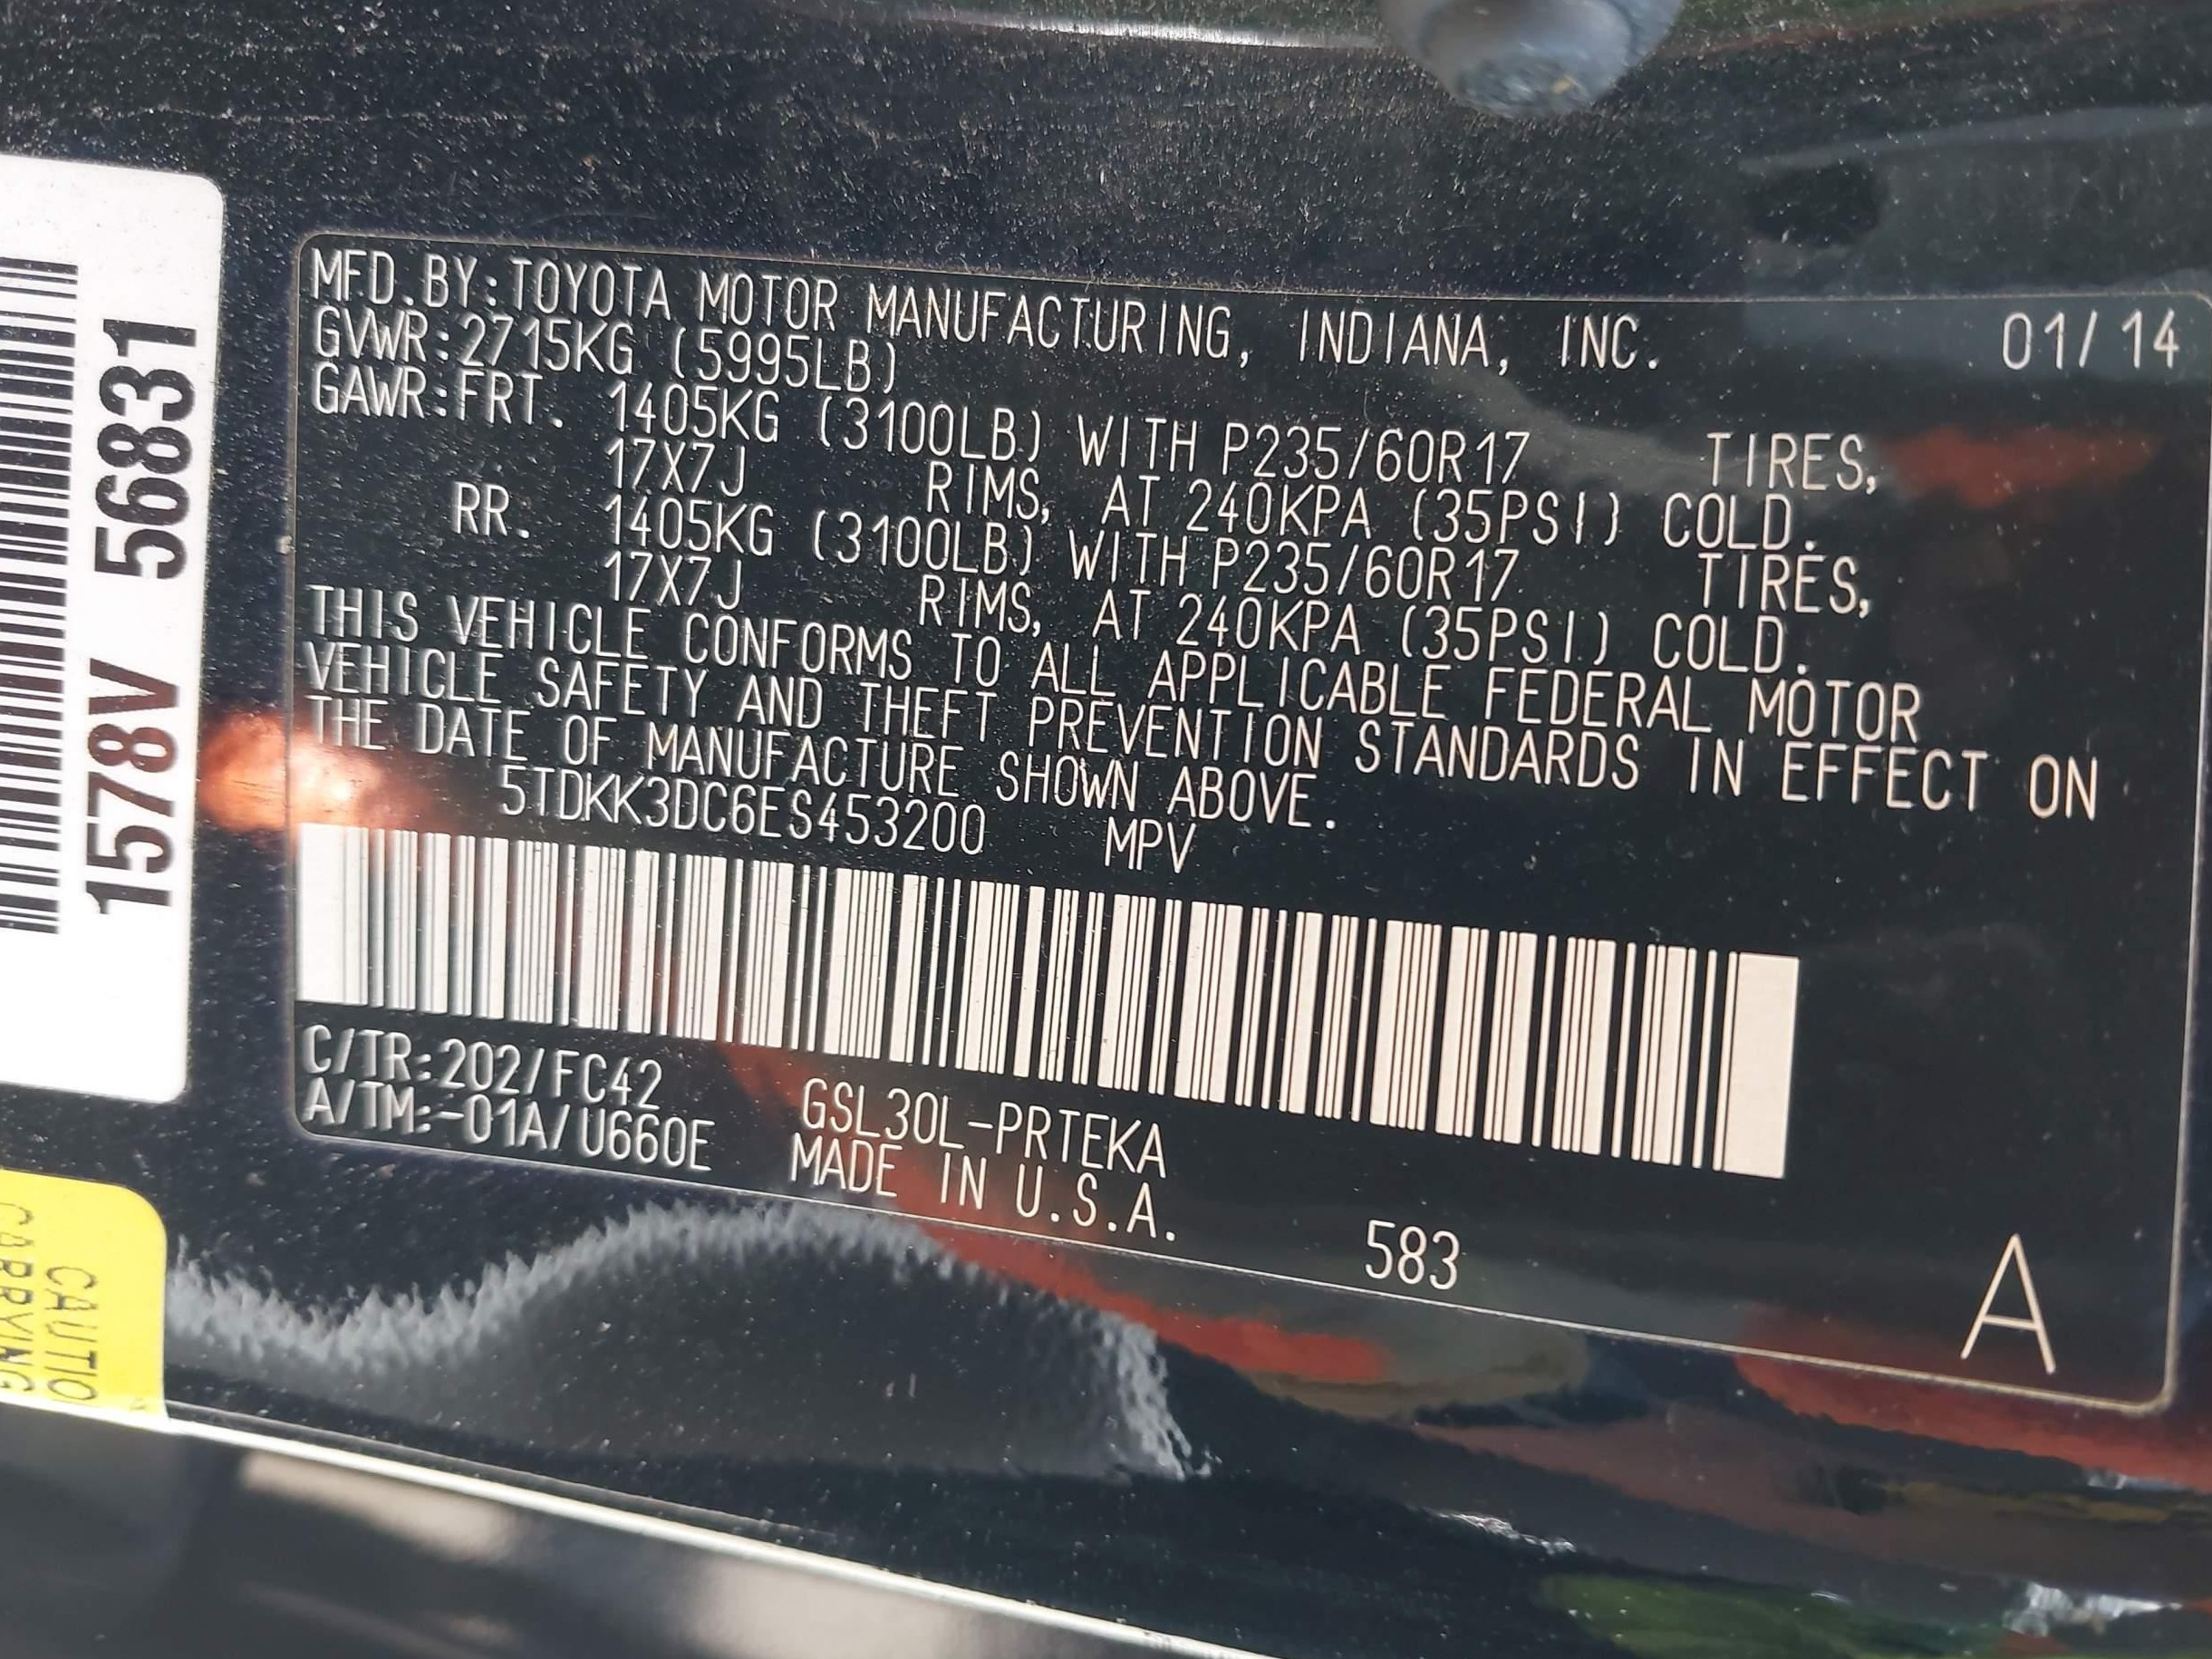 MFD.BY:TOYOTA MOTOR MANUFACTURING, INDIANA, INC. 01/14
GVWR:2715KG (5995LB)
GAWR:FRT. 1405KG (3100LB) WITH P235/60R17 TIRES,
17X7J RIMS, AT 240KPA (35PSI) COLD.
RR. 1405KG (3100LB) WITH P235/60R17 TIRES,
17X7J RIMS, AT 240KPA (35PSI) COLD.
THIS VEHICLE CONFORMS TO ALL APPLICABLE FEDERAL MOTOR
VEHICLE SAFETY AND THEFT PREVENTION STANDARDS IN EFFECT ON
THE DATE OF MANUFACTURE SHOWN ABOVE.
5TDKK3DC6ES453200 MPV
C/TR:202/FC42 GSL30L-PRTEKA
A/TM:-01A/U660E MADE IN U.S.A. 583 A
1578V 56831
CAUTIO
CARRYING